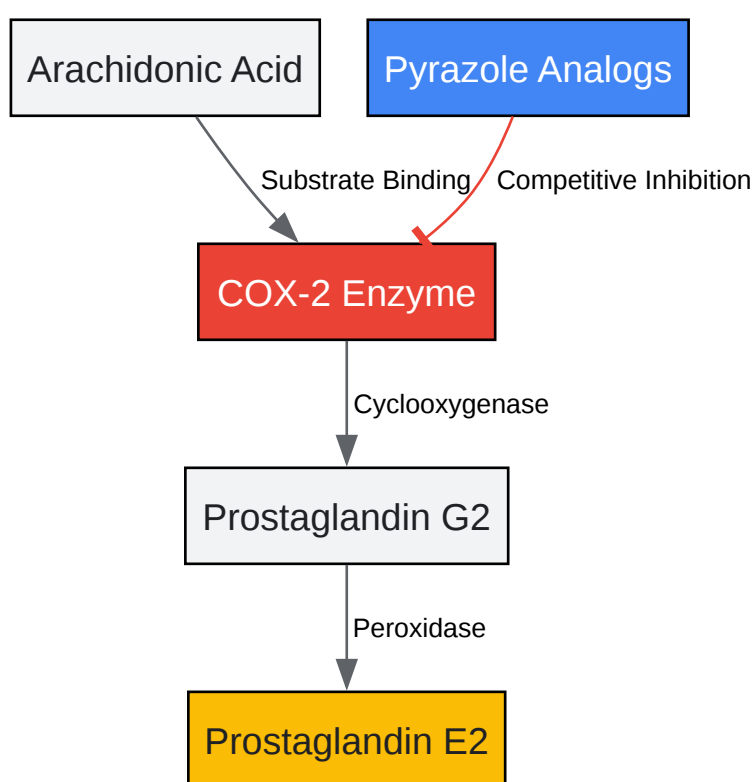 Arachidonic Acid
Pyrazole Analogs
Substrate Binding
Competitive Inhibition
COX-2 Enzyme
Cyclooxygenase
Prostaglandin G2
Peroxidase
Prostaglandin E2